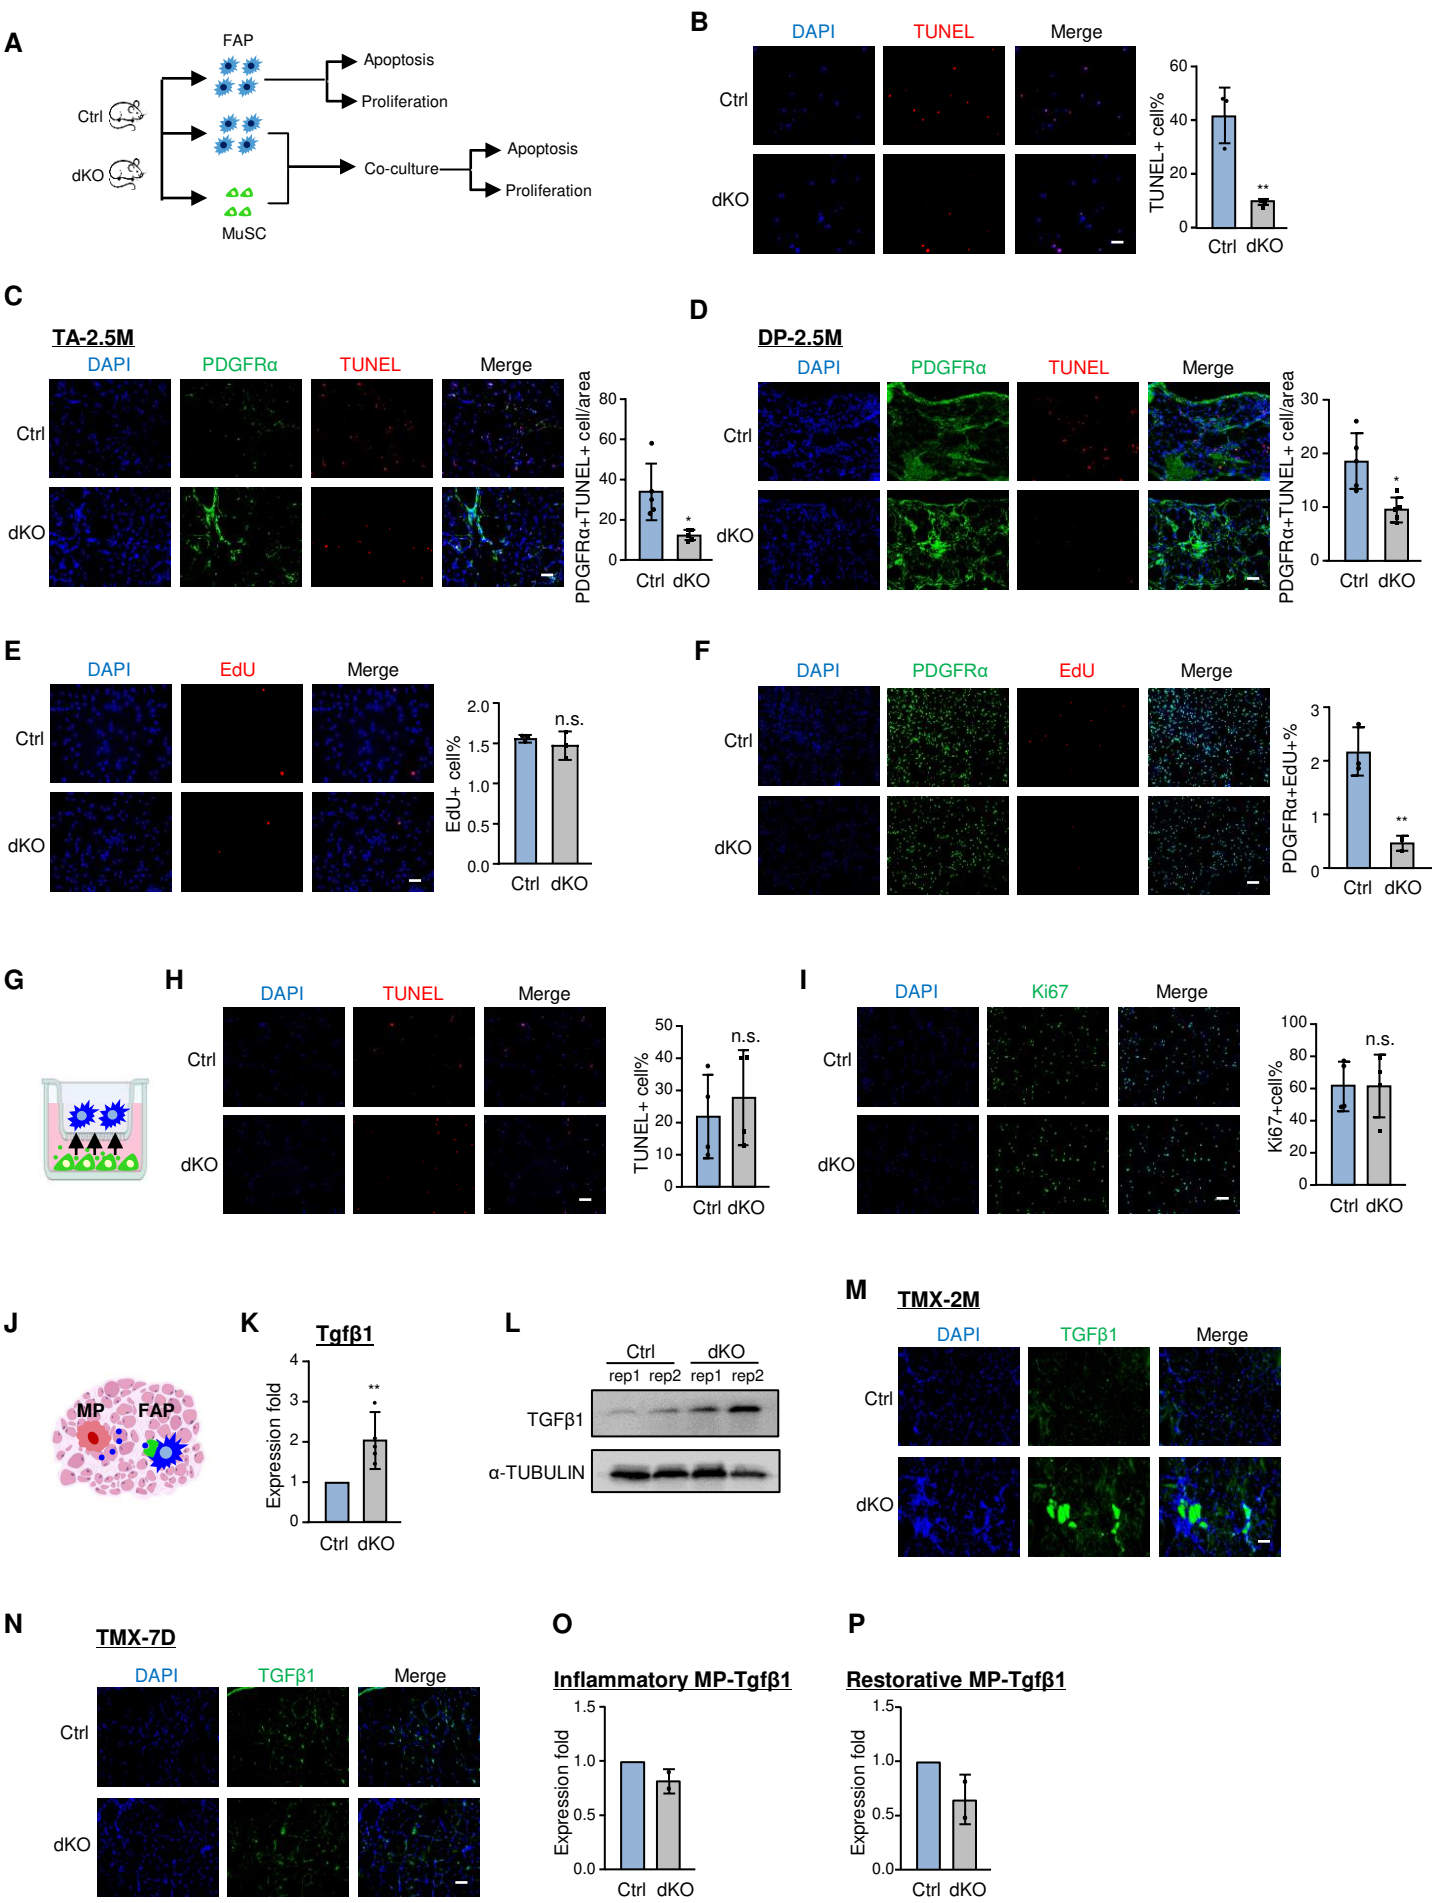 A
FAP
Apoptosis
Proliferation
Ctrl
dKO
Co-culture
Apoptosis
Proliferation
MuSC
B
DAPI TUNEL Merge
Ctrl
dKO
TUNEL+ cell%
60
40
20
0
Ctrl dKO
**
C
TA-2.5M
DAPI PDGFRα TUNEL Merge
Ctrl
dKO
PDGFRα+TUNEL+ cell/area
80
60
40
20
0
*
Ctrl dKO
D
DP-2.5M
DAPI PDGFRα TUNEL Merge
Ctrl
dKO
PDGFRα+TUNEL+ cell/area
30
20
10
0
*
Ctrl dKO
E
DAPI EdU Merge
Ctrl
dKO
EdU+ cell%
2.0
1.5
1.0
0.5
0.0
n.s.
Ctrl dKO
F
DAPI PDGFRα EdU Merge
Ctrl
dKO
PDGFRα+EdU+%
3
2
1
0
**
Ctrl dKO
G
H
DAPI TUNEL Merge
Ctrl
dKO
TUNEL+ cell%
50
40
30
20
10
0
n.s.
Ctrl dKO
I
DAPI Ki67 Merge
Ctrl
dKO
Ki67+cell%
100
80
60
40
20
0
n.s.
Ctrl dKO
J
MP FAP
K
Tgfβ1
Expression fold
4
3
2
1
0
**
Ctrl dKO
L
Ctrl dKO
rep1 rep2 rep1 rep2
TGFβ1
α-TUBULIN
M
TMX-2M
DAPI TGFβ1 Merge
Ctrl
dKO
N
TMX-7D
DAPI TGFβ1 Merge
Ctrl
dKO
O
Inflammatory MP-Tgfβ1
Expression fold
1.5
1.0
0.5
0.0
Ctrl dKO
P
Restorative MP-Tgfβ1
Expression fold
1.5
1.0
0.5
0.0
Ctrl dKO